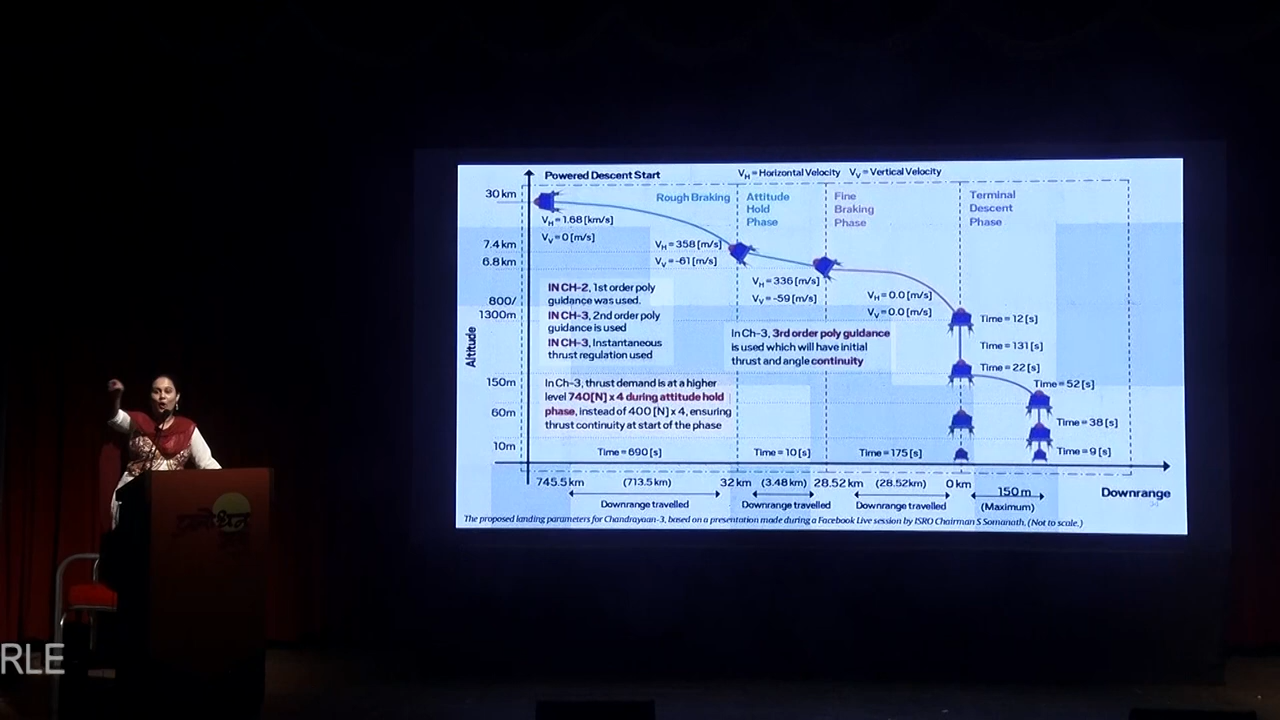 Powered Descent Start
V_H = Horizontal Velocity V_V = Vertical Velocity
30 km
Rough Braking
Attitude
Hold
Phase
Fine
Braking
Phase
Terminal
Descent
Phase
V_H = 1.68 [km/s]
V_V = 0 [m/s]
7.4 km
6.8 km
V_H = 358 [m/s]
V_V = -61 [m/s]
V_H = 336 [m/s]
V_V = -59 [m/s]
V_H = 0.0 [m/s]
V_V = 0.0 [m/s]
IN CH-2, 1st order poly
guidance was used.
IN CH-3, 2nd order poly
guidance is used
IN CH-3, Instantaneous
thrust regulation used
800/
1300m
Altitude
In Ch-3, 3rd order poly guidance
is used which will have initial
thrust and angle continuity
Time = 12 [s]
Time = 131 [s]
Time = 22 [s]
Time = 52 [s]
Time = 38 [s]
Time = 9 [s]
150m
60m
10m
In Ch-3, thrust demand is at a higher
level 740[N] x 4 during attitude hold
phase, instead of 400 [N] x 4, ensuring
thrust continuity at start of the phase
Time = 690 [s]
Time = 10 [s]
Time = 175 [s]
745.5 km (713.5 km) 32 km (3.48 km) 28.52 km (28.52km) 0 km
150 m
(Maximum)
Downrange
Downrange travelled Downrange travelled Downrange travelled
The proposed landing parameters for Chandrayaan-3, based on a presentation made during a Facebook Live session by ISRO Chairman S Somanath. (Not to scale.)
RLE